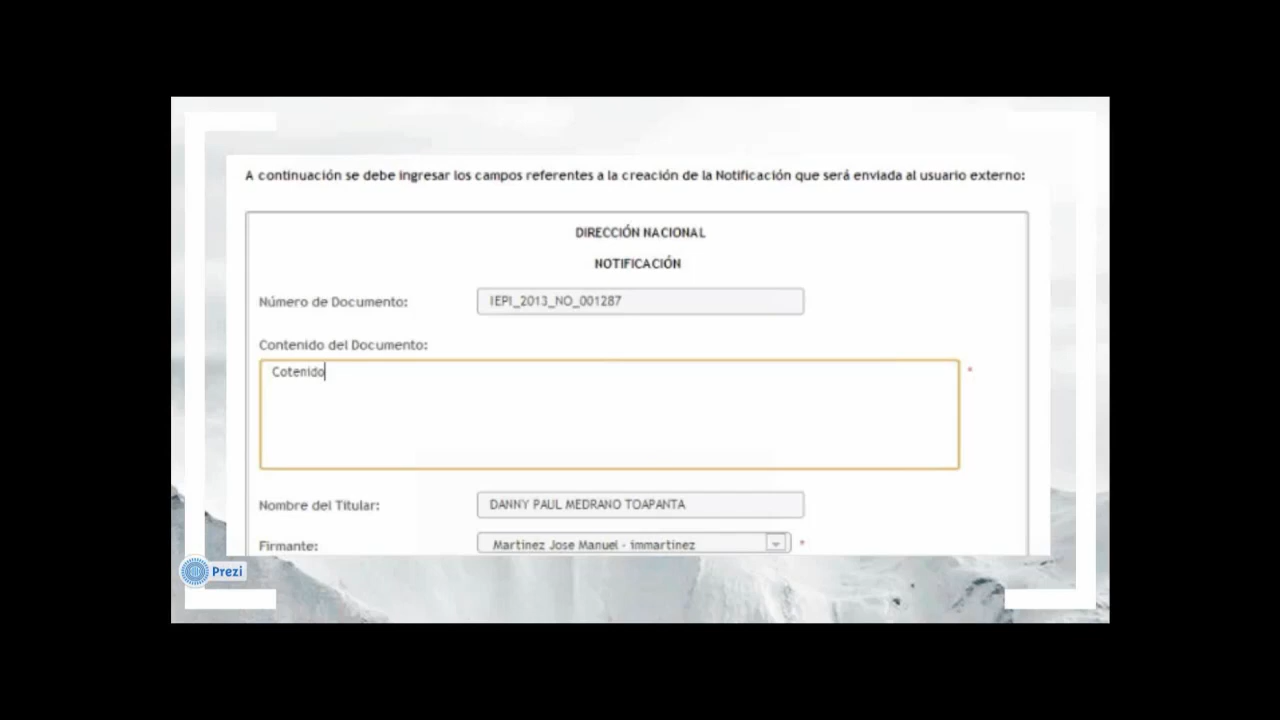 A continuación se debe ingresar los campos referentes a la creación de la Notificación que será enviada al usuario externo:
DIRECCIÓN NACIONAL
NOTIFICACIÓN
Número de Documento: IEPI_2013_NO_001287
Contenido del Documento:
Cotenido
*
Nombre del Titular: DANNY PAUL MEDRANO TOAPANTA
Firmante: Martinez Jose Manuel - immartinez *
Prezi